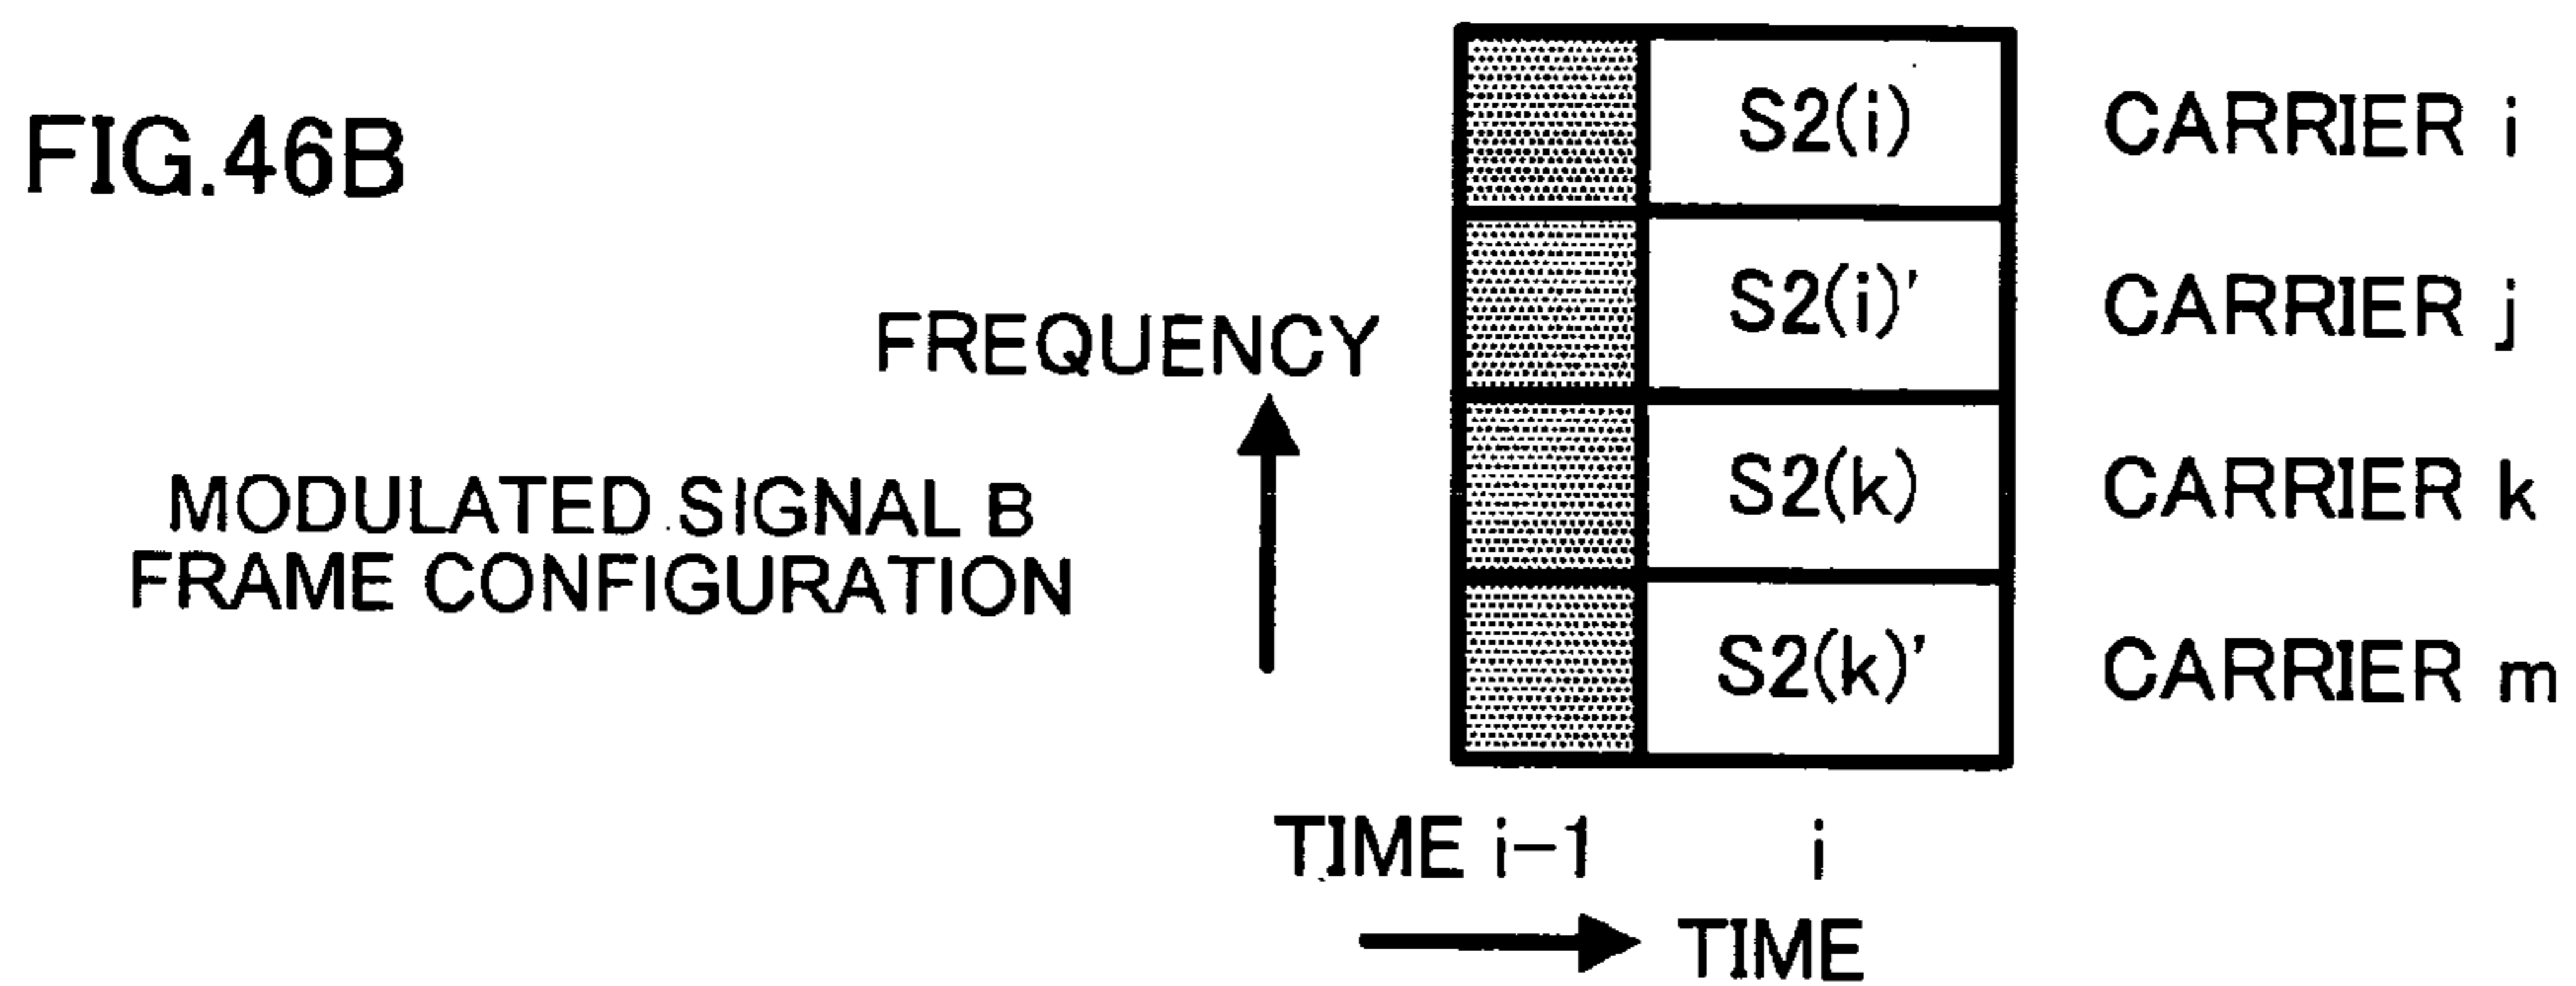 FIG.46B
S2(i) CARRIER i
S2(i)' CARRIER j
FREQUENCY
S2(k) CARRIER k
MODULATED SIGNAL B
FRAME CONFIGURATION
S2(k)' CARRIER m
TIME i-1 i
TIME